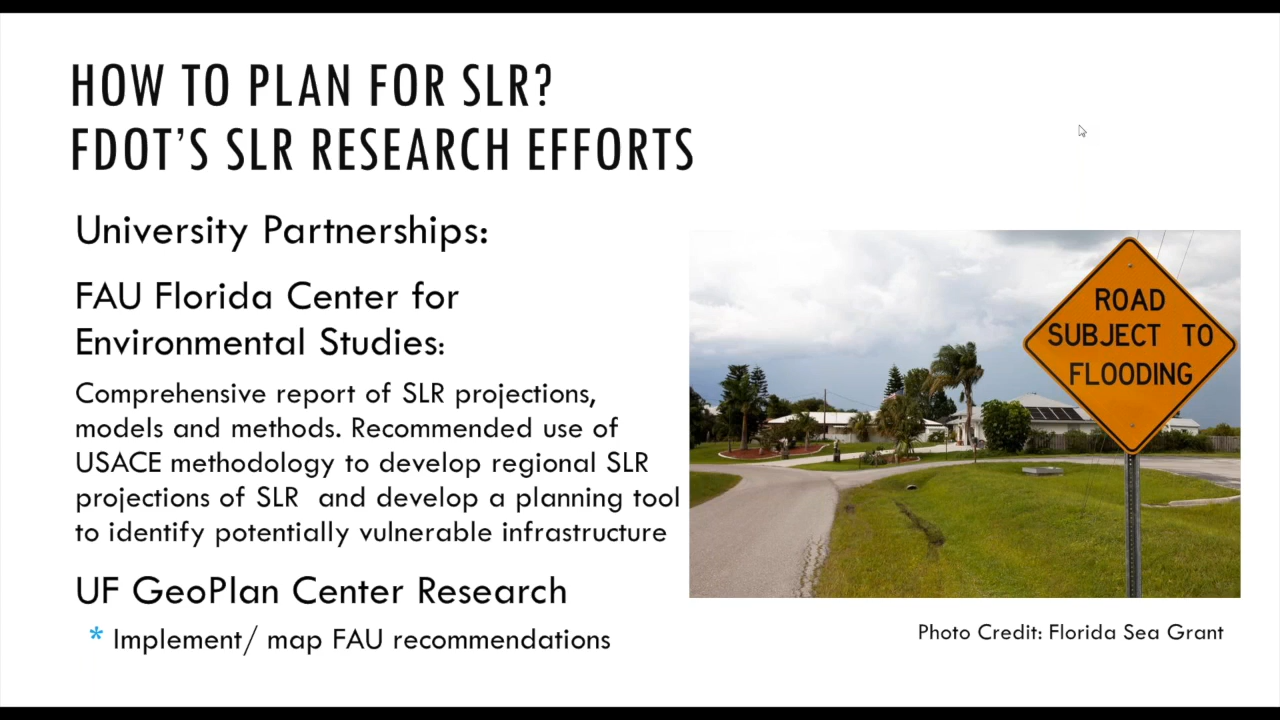 HOW TO PLAN FOR SLR?
FDOT'S SLR RESEARCH EFFORTS
University Partnerships:
FAU Florida Center for
Environmental Studies:
Comprehensive report of SLR projections,
models and methods. Recommended use of
USACE methodology to develop regional SLR
projections of SLR and develop a planning tool
to identify potentially vulnerable infrastructure
UF GeoPlan Center Research
* Implement/ map FAU recommendations
ROAD
SUBJECT TO
FLOODING
Photo Credit: Florida Sea Grant